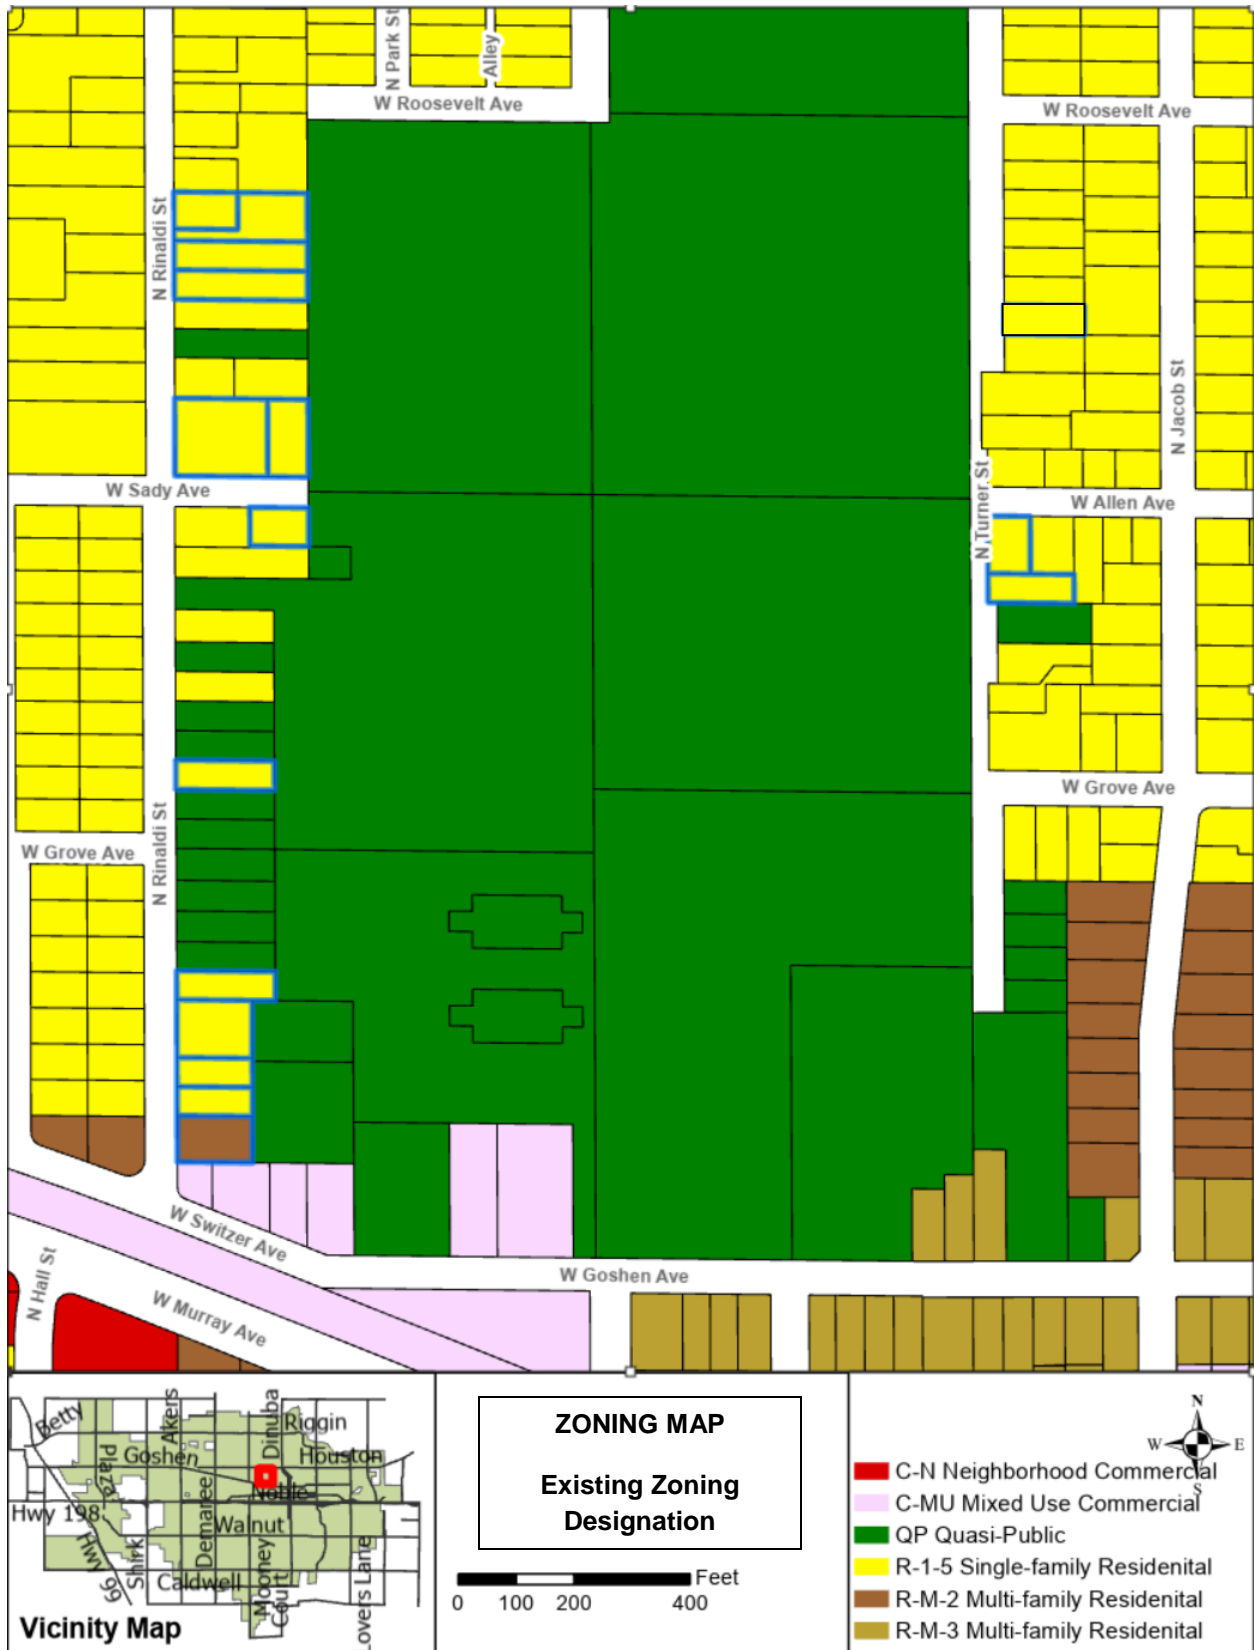 N Park St
Alley
W Roosevelt Ave
W Roosevelt Ave
N Rinaldi St
N Jacob St
W Sady Ave
N Turner St
W Allen Ave
W Grove Ave
N Rinaldi St
W Grove Ave
W Switzer Ave
W Goshen Ave
N Hall St
W Murray Ave
Betty
Akers
Dinuba
Riggin
Plaza
Goshen
Houston
Noble
Hwy 198
Demaree
Walnut
Hwy 99
Shirk
Caldwell
Mooney
Court
Lovers Lane
Vicinity Map
ZONING MAP
Existing Zoning
Designation
Feet
0 100 200 400
N
W E
S
C-N Neighborhood Commercial
C-MU Mixed Use Commercial
QP Quasi-Public
R-1-5 Single-family Residenital
R-M-2 Multi-family Residenital
R-M-3 Multi-family Residenital